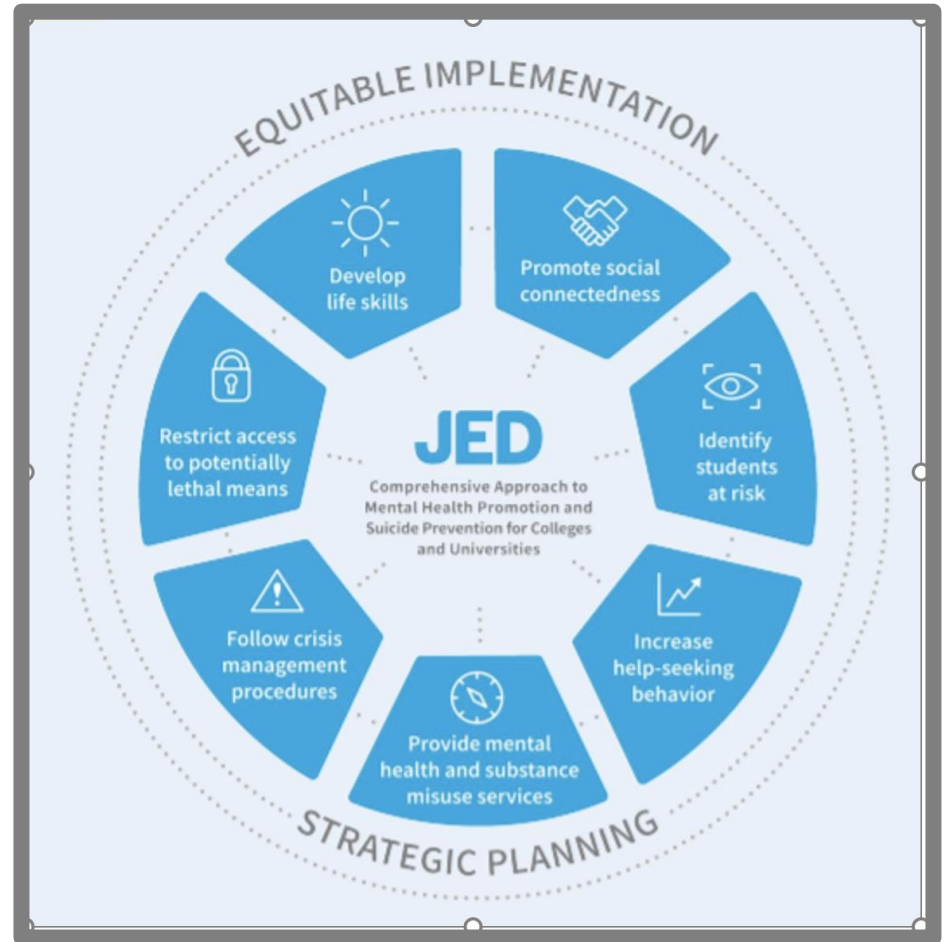 EQUITABLE IMPLEMENTATION
Develop
life skills
Promote social
connectedness
Restrict access
to potentially
lethal means
Identify
students
at risk
JED
Comprehensive Approach to
Mental Health Promotion and
Suicide Prevention for Colleges
and Universities
Follow crisis
management
procedures
Increase
help-seeking
behavior
Provide mental
health and substance
misuse services
STRATEGIC PLANNING